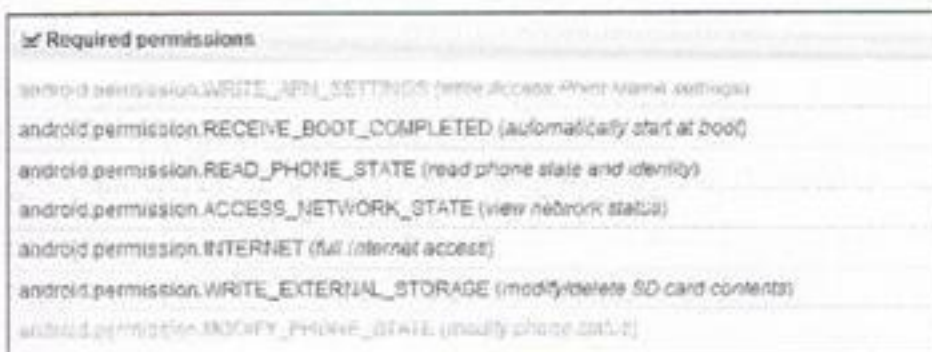 Required permissions
android.permission.WRITE_APN_SETTINGS (write Access Point Name settings)
android.permission.RECEIVE_BOOT_COMPLETED (automatically start at boot)
android.permission.READ_PHONE_STATE (read phone state and identity)
android.permission.ACCESS_NETWORK_STATE (view network status)
android.permission.INTERNET (full Internet access)
android.permission.WRITE_EXTERNAL_STORAGE (modify/delete SD card contents)
android.permission.MODIFY_PHONE_STATE (modify phone status)